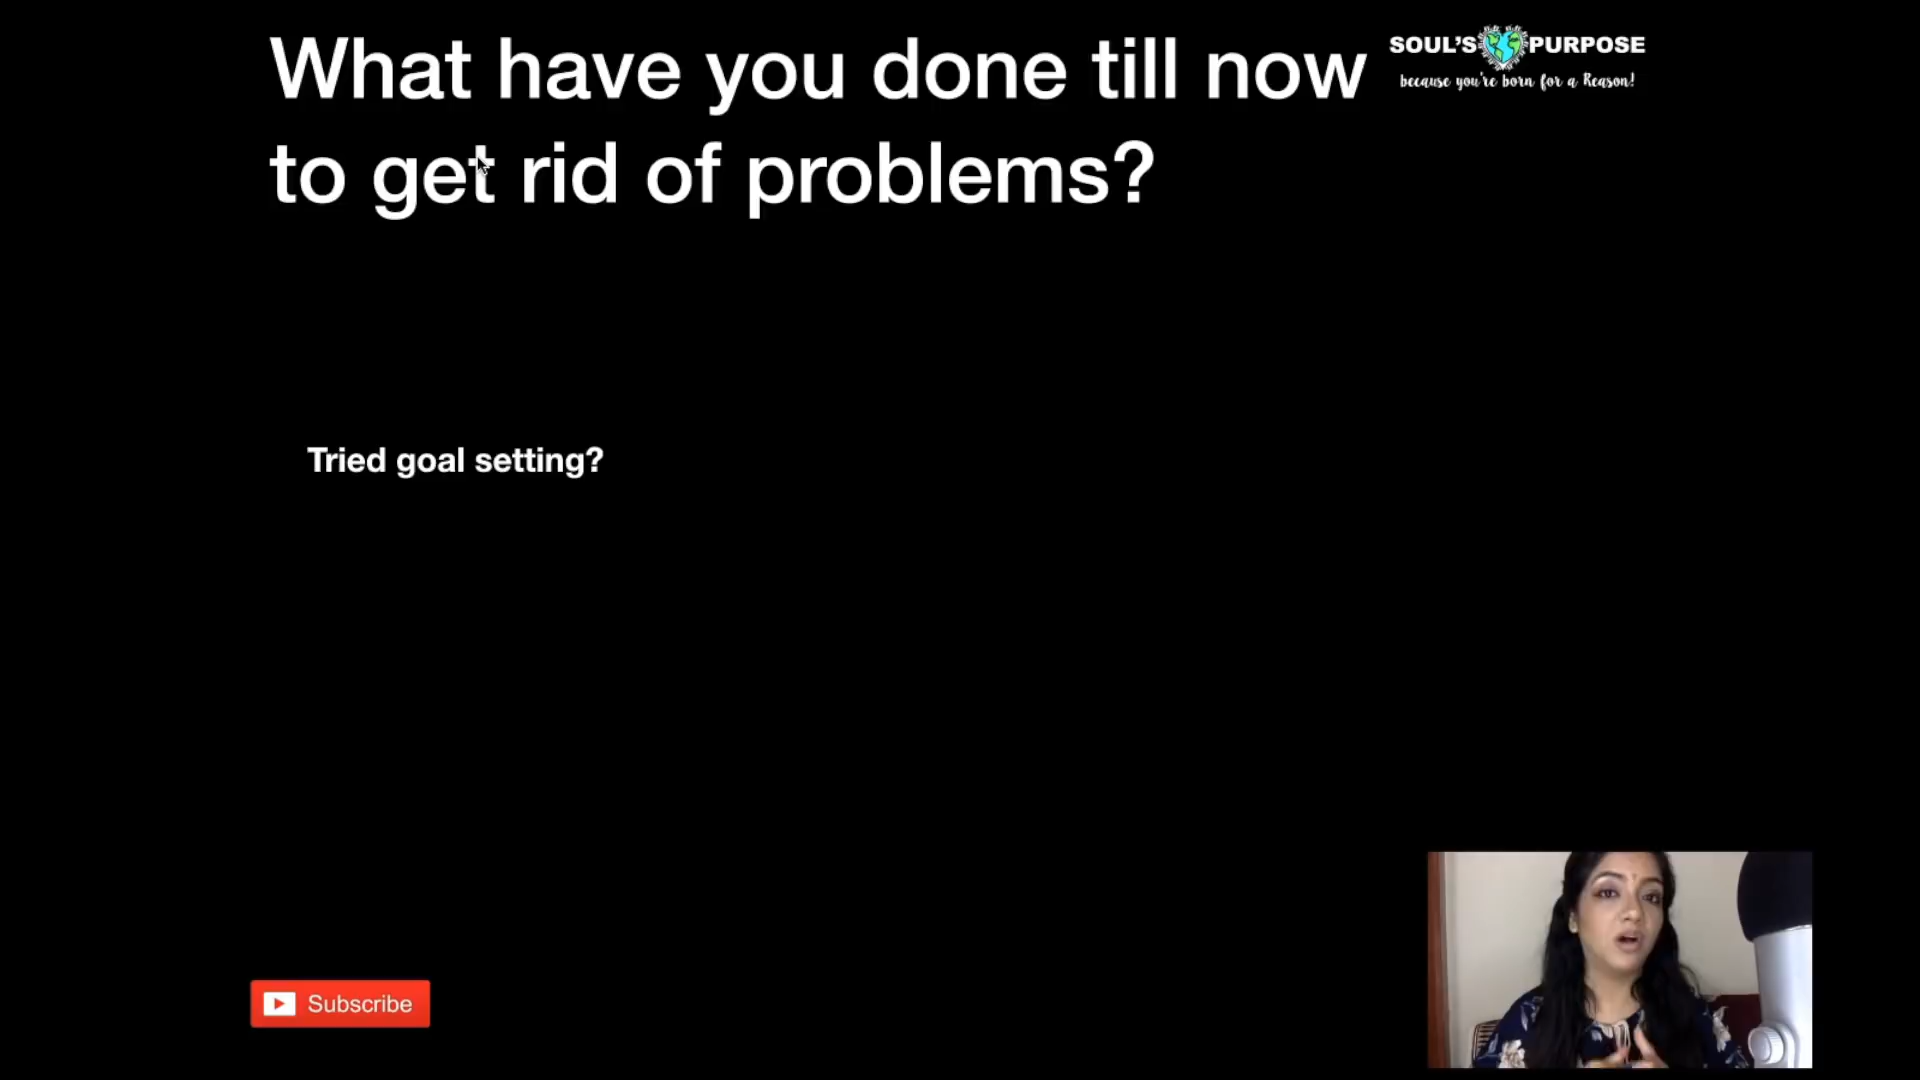 What have you done till now
to get rid of problems?
SOUL'S PURPOSE
because you're born for a Reason!
Tried goal setting?
Subscribe